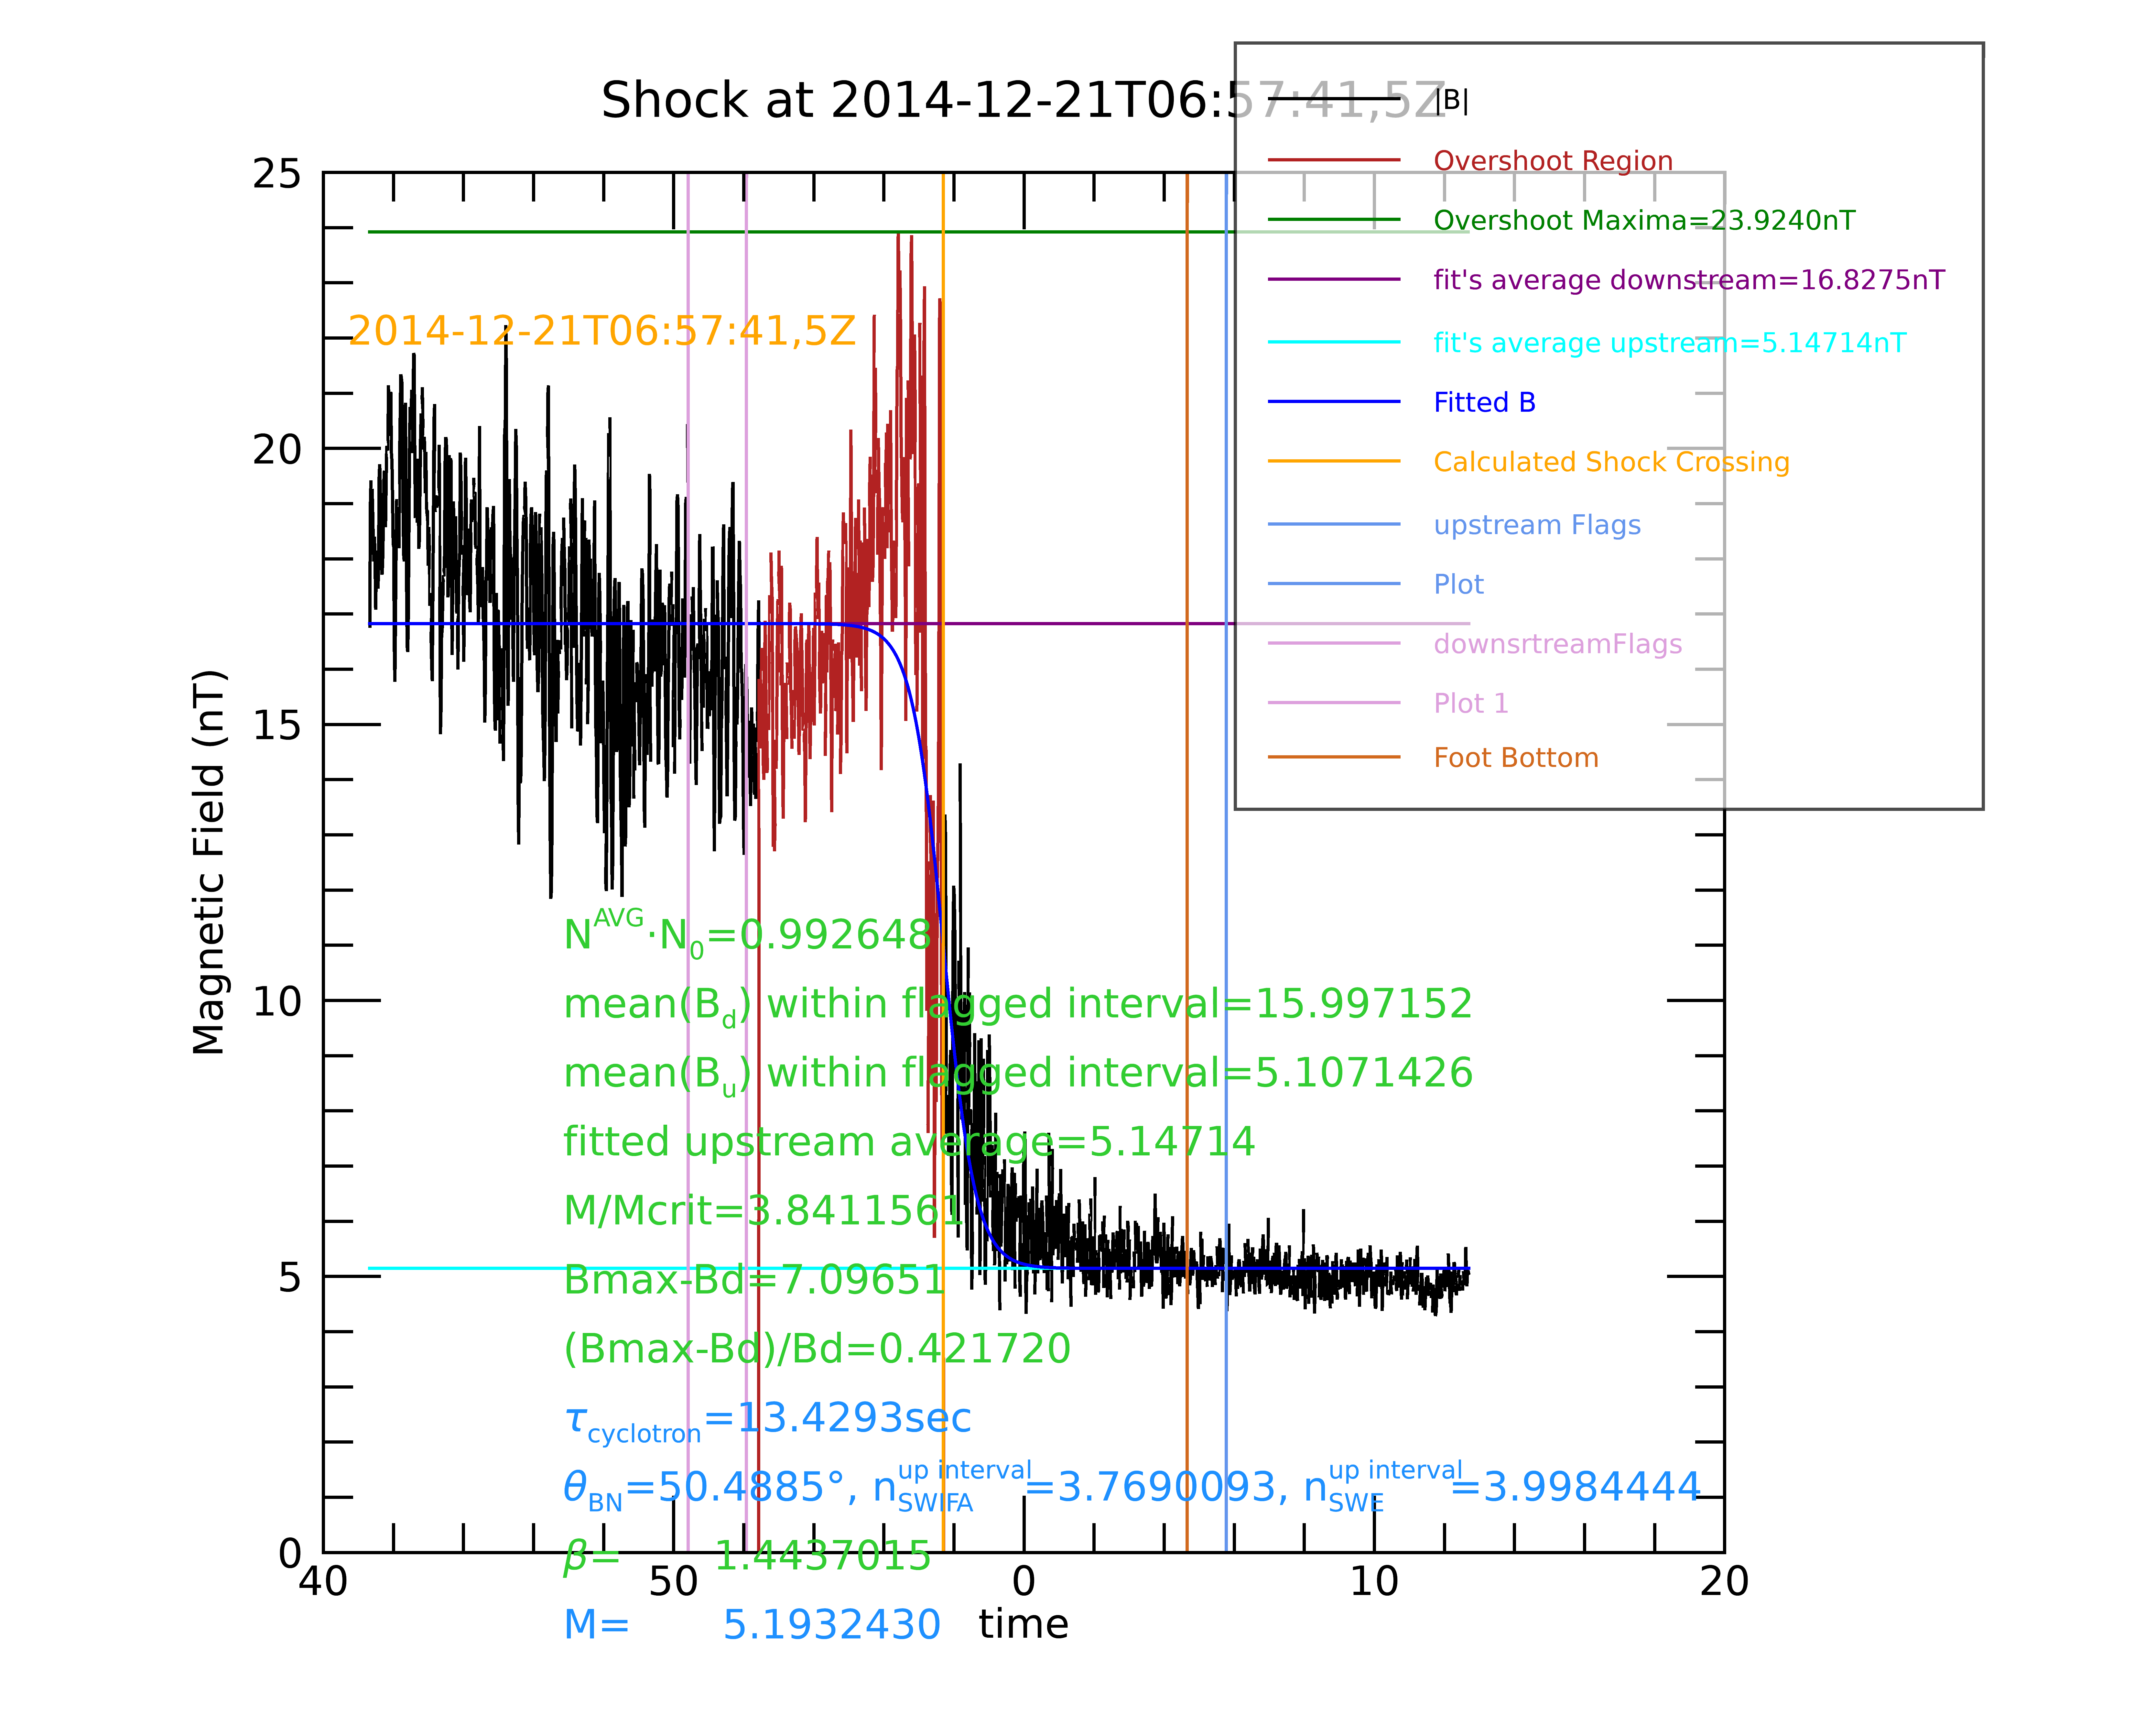 Shock at 2014-12-21T06:57:41,5Z
|B|
Overshoot Region
Overshoot Maxima=23.9240nT
fit's average downstream=16.8275nT
fit's average upstream=5.14714nT
Fitted B
Calculated Shock Crossing
upstream Flags
Plot
downsrtreamFlags
Plot 1
Foot Bottom
2014-12-21T06:57:41,5Z
Magnetic Field (nT)
25
20
15
10
5
0
N^AVG·N_0=0.992648
mean(B_d) within flagged interval=15.997152
mean(B_u) within flagged interval=5.1071426
fitted upstream average=5.14714
M/Mcrit=3.8411561
Bmax-Bd=7.09651
(Bmax-Bd)/Bd=0.421720
τ_cyclotron=13.4293sec
θ_BN=50.4885°, n_SWIFA^up interval=3.7690093, n_SWE^up interval=3.9984444
β= 1.4437015
M= 5.1932430
40 50 0 10 20
time